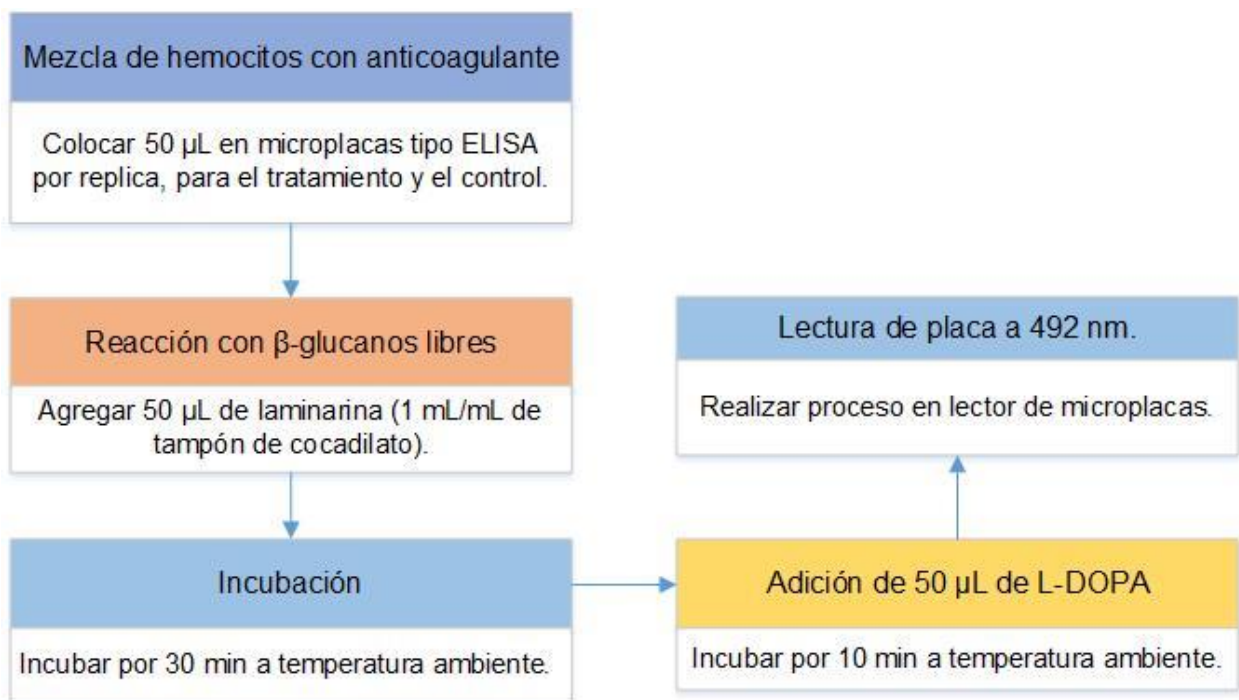 Mezcla de hemocitos con anticoagulante
Colocar 50 µL en microplacas tipo ELISA
por replica, para el tratamiento y el control.
Reacción con β-glucanos libres
Agregar 50 µL de laminarina (1 mL/mL de
tampón de cocadilato).
Incubación
Incubar por 30 min a temperatura ambiente.
Adición de 50 µL de L-DOPA
Incubar por 10 min a temperatura ambiente.
Lectura de placa a 492 nm.
Realizar proceso en lector de microplacas.